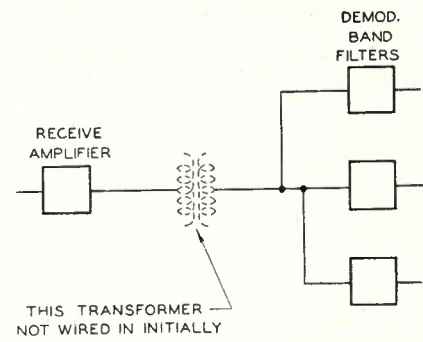 DEMOD.
BAND
FILTERS
RECEIVE
AMPLIFIER
THIS TRANSFORMER
NOT WIRED IN INITIALLY